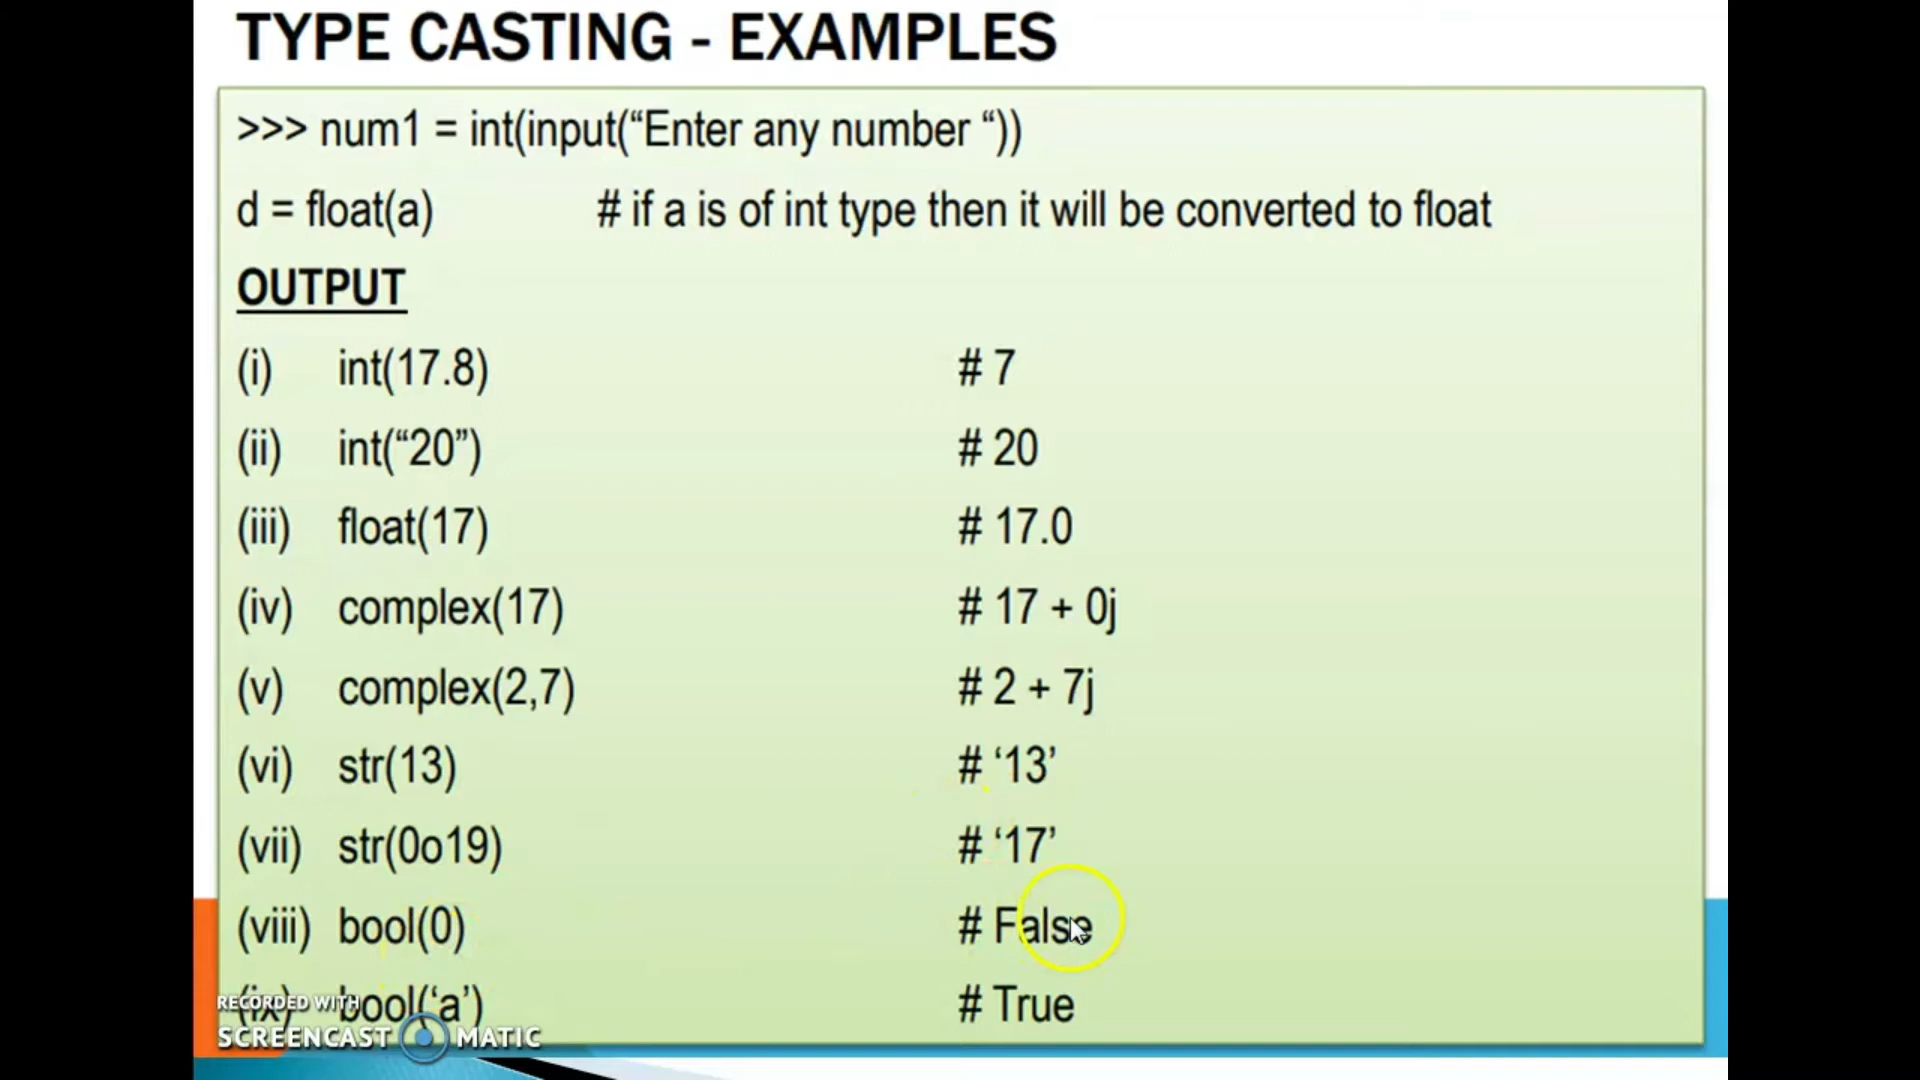 TYPE CASTING - EXAMPLES
>>> num1 = int(input(“Enter any number “))
d = float(a) # if a is of int type then it will be converted to float
OUTPUT
(i) int(17.8) # 7
(ii) int(“20”) # 20
(iii) float(17) # 17.0
(iv) complex(17) # 17 + 0j
(v) complex(2,7) # 2 + 7j
(vi) str(13) # ‘13’
(vii) str(0o19) # ‘17’
(viii) bool(0) # False
(ix) bool(‘a’) # True
RECORDED WITH
SCREENCAST MATIC